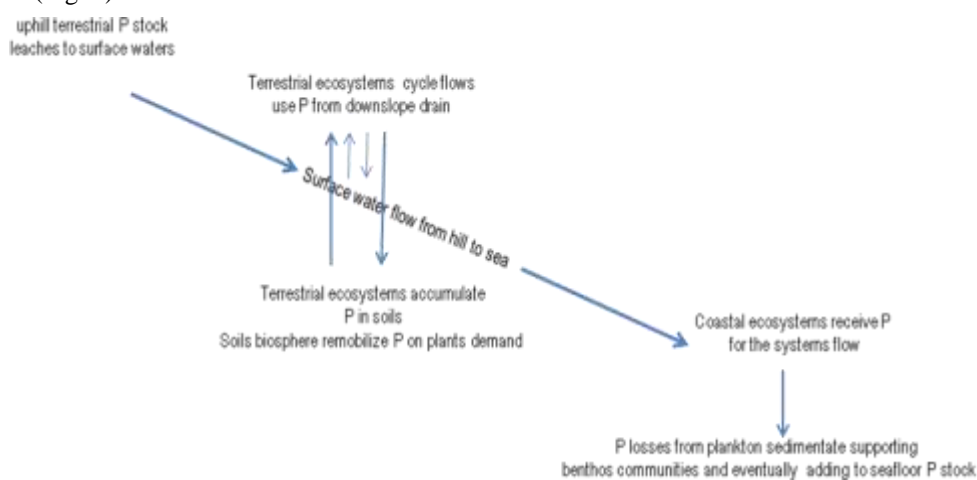 uphill terrestrial P stock
leaches to surface waters
Terrestrial ecosystems cycle flows
use P from downslope drain
Surface water flow from hill to sea
Terrestrial ecosystems accumulate
P in soils
Soils biosphere remobilize P on plants demand
Coastal ecosystems receive P
for the systems flow
P losses from plankton sedimentate supporting
benthos communities and eventually adding to seafloor P stock